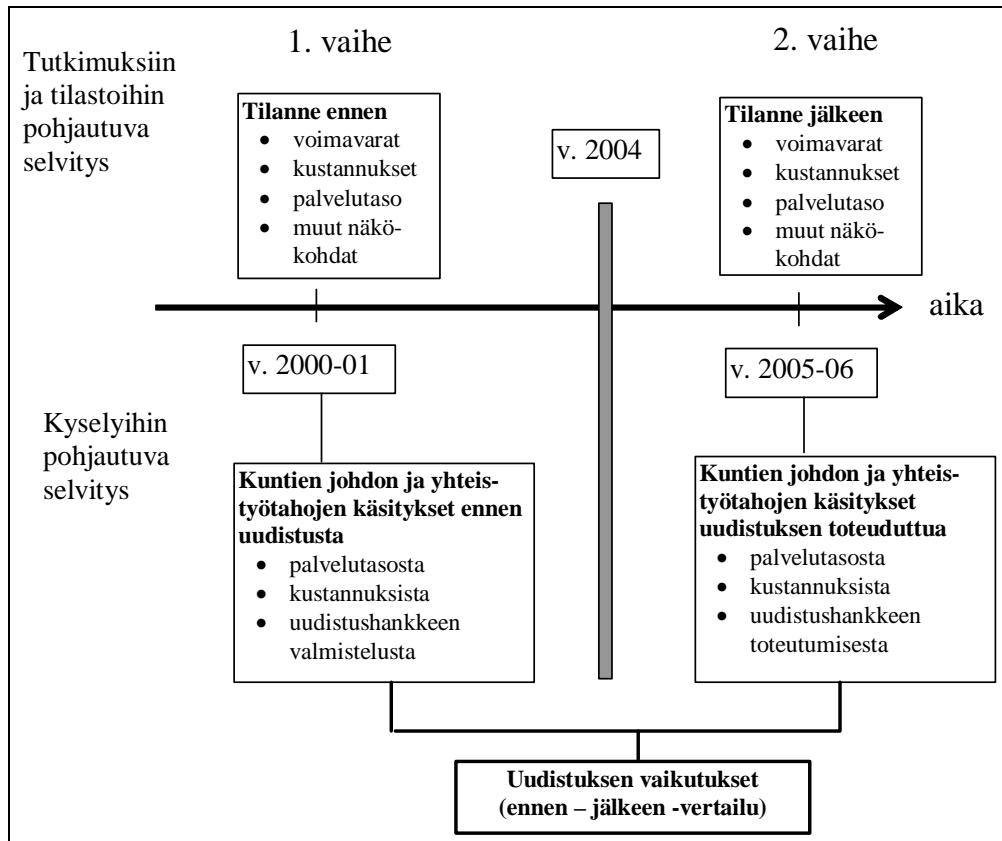 1. vaihe
2. vaihe
Tutkimuksiin
ja tilastoihin
pohjautuva
selvitys
Tilanne ennen
• voimavarat
• kustannukset
• palvelutaso
• muut näkö-
kohdat
v. 2004
Tilanne jälkeen
• voimavarat
• kustannukset
• palvelutaso
• muut näkö-
kohdat
aika
v. 2000-01
v. 2005-06
Kyselyihin
pohjautuva
selvitys
Kuntien johdon ja yhteis-
työtahojen käsitykset ennen
uudistusta
• palvelutasosta
• kustannuksista
• uudistushankkeen
valmistelusta
Kuntien johdon ja yhteis-
työtahojen käsitykset
uudistuksen toteuduttua
• palvelutasosta
• kustannuksista
• uudistushankkeen
toteutumisesta
Uudistuksen vaikutukset
(ennen – jälkeen -vertailu)